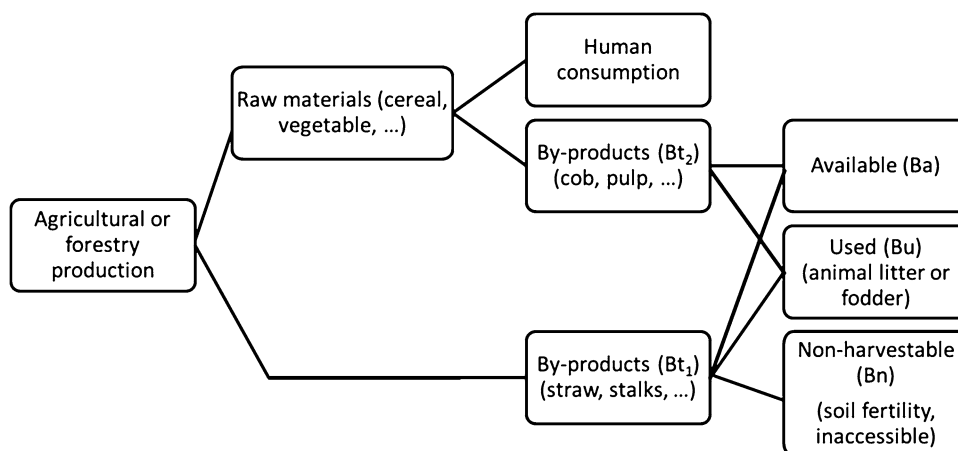 Human
consumption
Raw materials (cereal,
vegetable, ...)
By-products (Bt₂)
(cob, pulp, ...)
Available (Ba)
Agricultural or
forestry
production
Used (Bu)
(animal litter or
fodder)
By-products (Bt₁)
(straw, stalks, ...)
Non-harvestable
(Bn)
(soil fertility,
inaccessible)